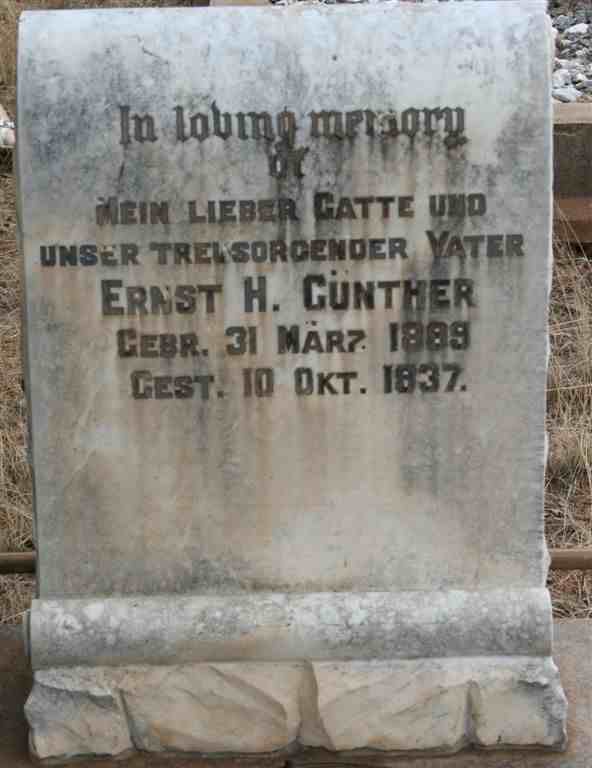 In loving memory
of
MEIN LIEBER GATTE UND
UNSER TREUSORGENDER VATER
ERNST H. GÜNTHER
GEBR. 31 MÄRZ 1889
GEST. 10 OKT. 1937.